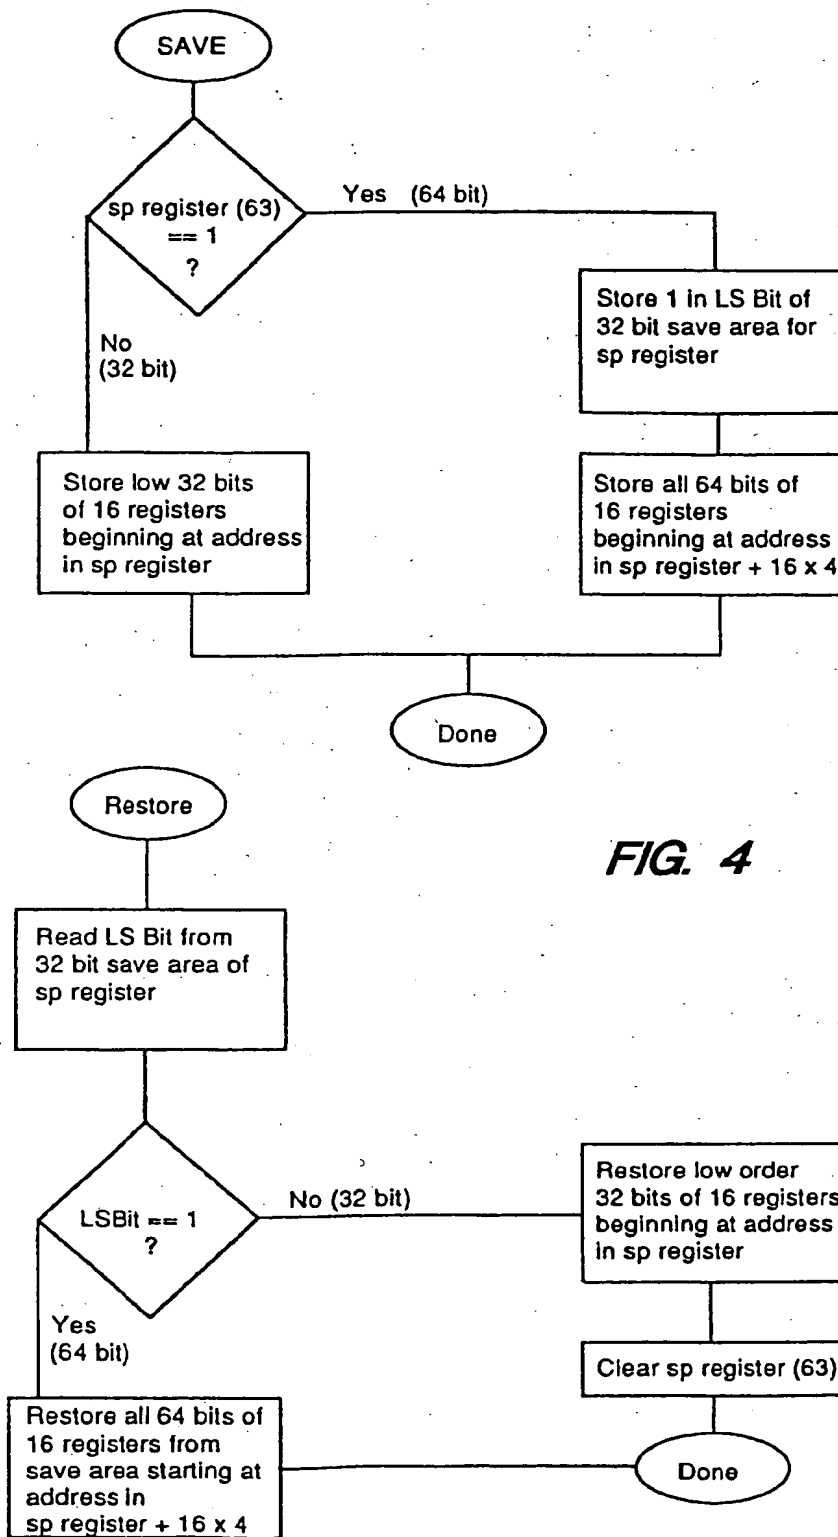 SAVE
sp register (63)
== 1
?
Yes (64 bit)
No
(32 bit)
Store 1 in LS Bit of
32 bit save area for
sp register
Store low 32 bits
of 16 registers
beginning at address
in sp register
Store all 64 bits of
16 registers
beginning at address
in sp register + 16 x 4
Done
Restore
FIG. 4
Read LS Bit from
32 bit save area of
sp register
LSBit == 1
?
No (32 bit)
Yes
(64 bit)
Restore low order
32 bits of 16 registers
beginning at address
in sp register
Clear sp register (63)
Restore all 64 bits of
16 registers from
save area starting at
address in
sp register + 16 x 4
Done